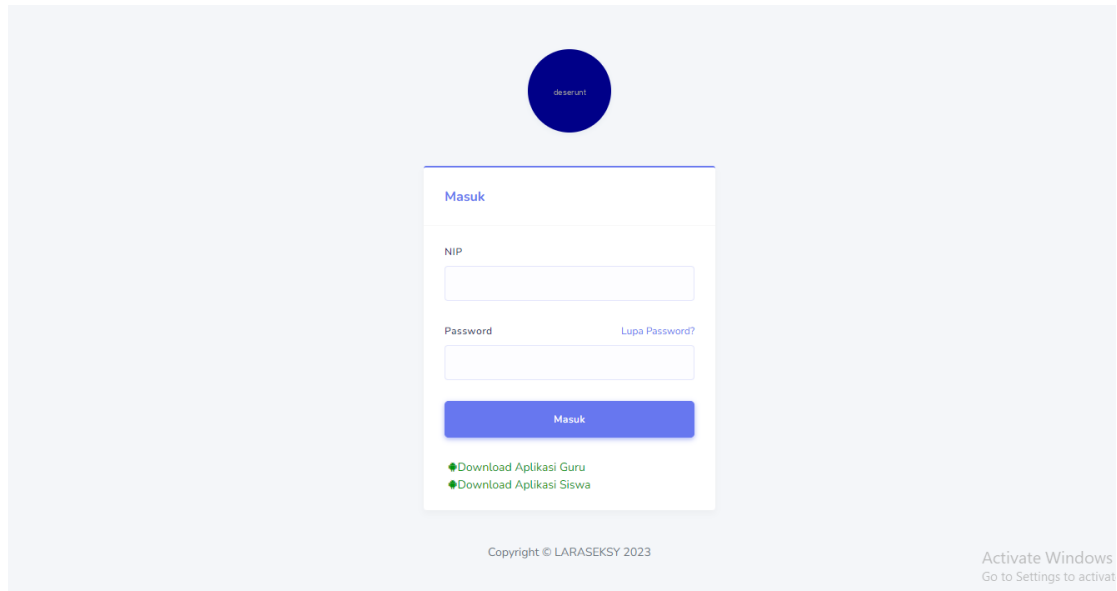 deserunt
Masuk
NIP
Password Lupa Password?
Masuk
Download Aplikasi Guru
Download Aplikasi Siswa
Copyright © LARASEKSY 2023
Activate Windows
Go to Settings to activat